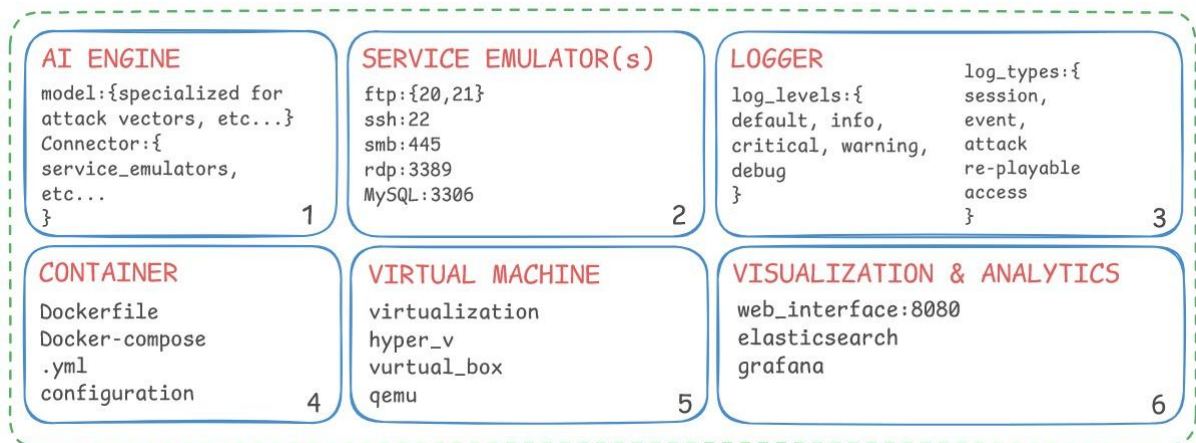 AI ENGINE
model:{specialized for
attack vectors, etc...}
Connector:{
service_emulators,
etc...
}
1
SERVICE EMULATOR(s)
ftp:{20,21}
ssh:22
smb:445
rdp:3389
MySQL:3306
2
LOGGER
log_levels:{
default, info,
critical, warning,
debug
}
log_types:{
session,
event,
attack
re-playable
access
}
3
CONTAINER
Dockerfile
Docker-compose
.yml
configuration
4
VIRTUAL MACHINE
virtualization
hyper_v
vurtual_box
qemu
5
VISUALIZATION & ANALYTICS
web_interface:8080
elasticsearch
grafana
6